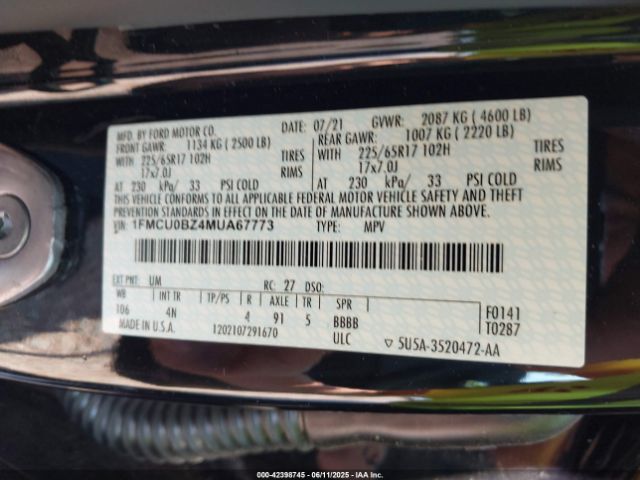 MFD. BY FORD MOTOR CO.
DATE: 07/21 GVWR: 2087 KG ( 4600 LB)
FRONT GAWR: 1134 KG ( 2500 LB)
REAR GAWR: 1007 KG ( 2220 LB)
WITH 225/65R17 102H TIRES
WITH 225/65R17 102H TIRES
17x7.0J RIMS
17x7.0J RIMS
AT 230 kPa/ 33 PSI COLD
AT 230 kPa/ 33 PSI COLD
THIS VEHICLE CONFORMS TO ALL APPLICABLE FEDERAL MOTOR VEHICLE SAFETY AND THEFT
PREVENTION STANDARDS IN EFFECT ON THE DATE OF MANUFACTURE SHOWN ABOVE.
VIN: 1FMCU0BZ4MUA67773 TYPE: MPV
EXT PNT: UM RC: 27 DSO:
WB INT TR TP/PS R AXLE TR SPR
106 4N 4 91 5 BBBB
F0141
T0287
MADE IN U.S.A. 1202107291670 ULC
▽ SU5A-3520472-AA
000-42398745 - 06/11/2025 - IAA Inc.